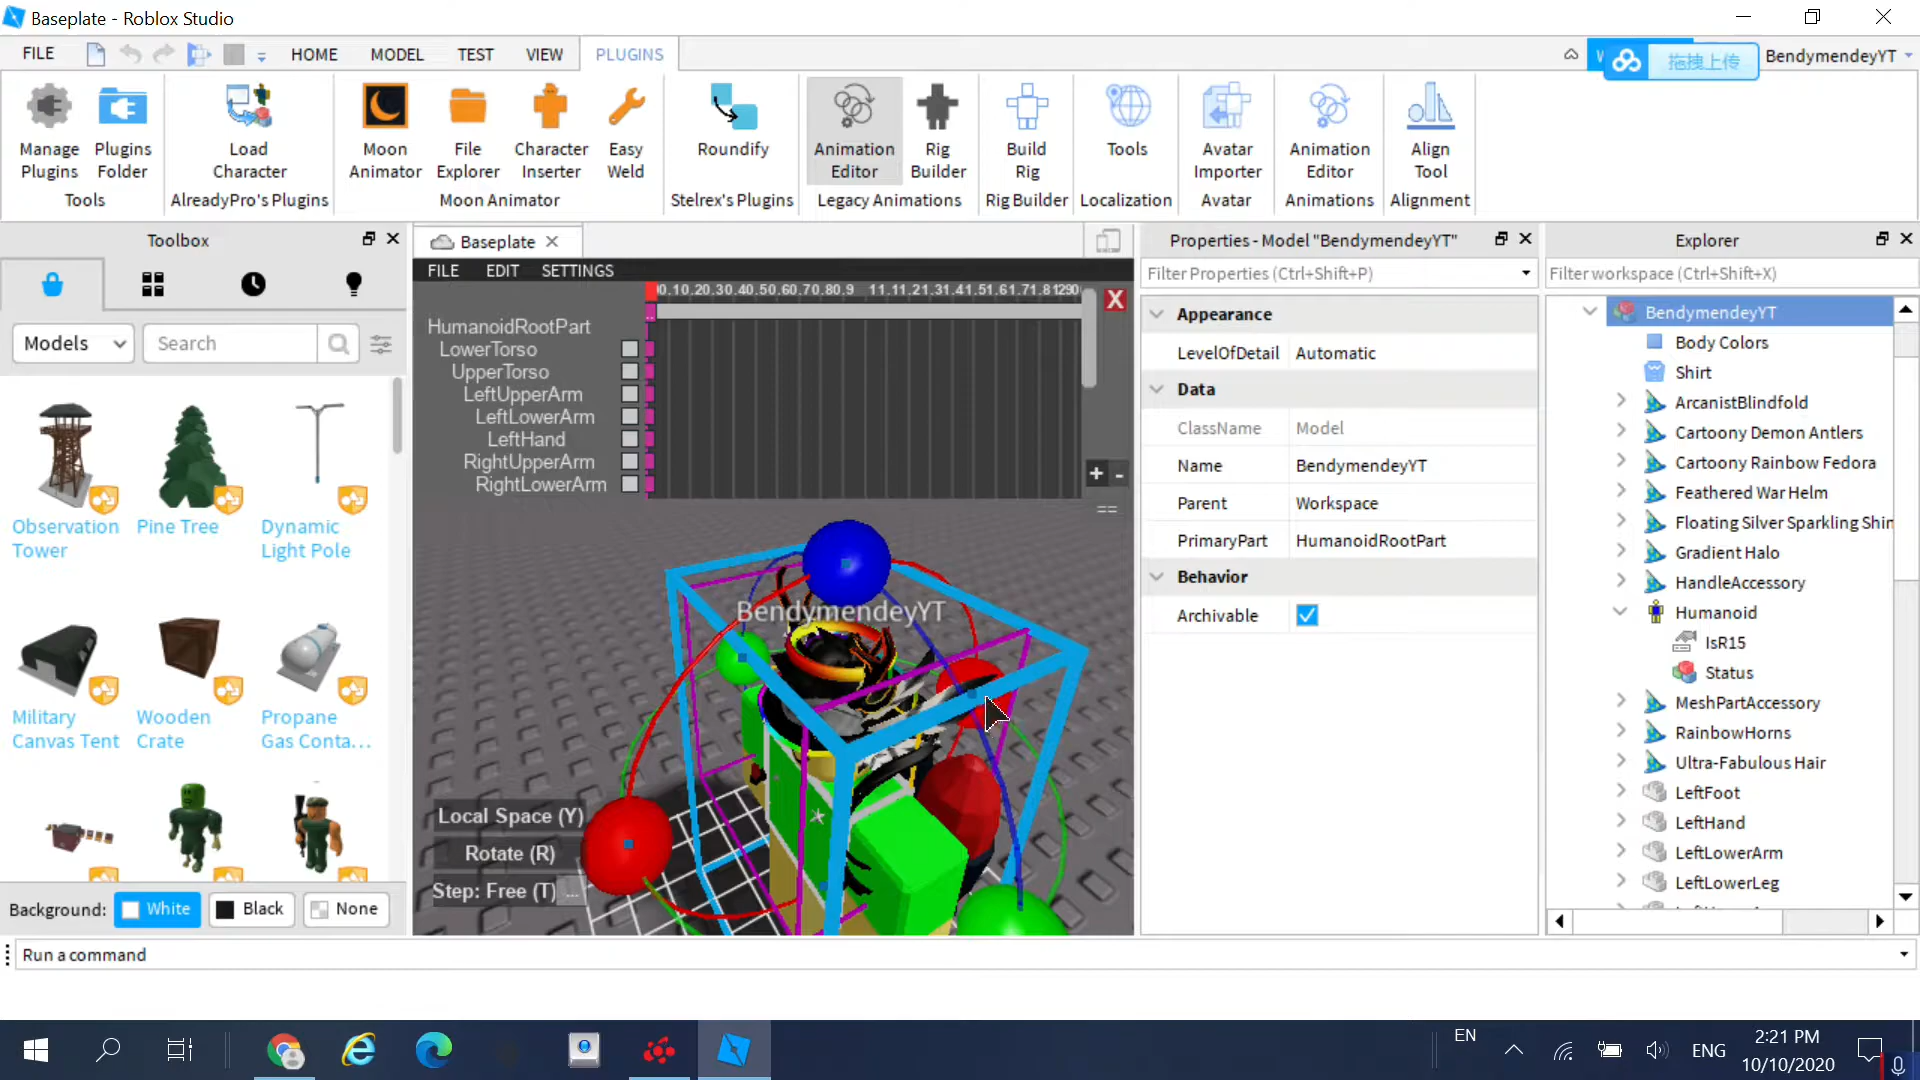 Baseplate - Roblox Studio
FILE HOME MODEL TEST VIEW PLUGINS
拖拽上传 BendymendeyYT
Manage Plugins
Plugins Folder
Tools
Load Character
AlreadyPro's Plugins
Moon Animator
File Explorer
Character Inserter
Easy Weld
Moon Animator
Roundify
Stelrex's Plugins
Animation Editor
Rig Builder
Legacy Animations
Build Rig
Rig Builder
Tools
Localization
Avatar Importer
Avatar
Animation Editor
Animations
Align Tool
Alignment
Toolbox
Models
Search
Observation Tower
Pine Tree
Dynamic Light Pole
Military Canvas Tent
Wooden Crate
Propane Gas Conta...
Background: White Black None
Baseplate
FILE EDIT SETTINGS
X
HumanoidRootPart
LowerTorso
UpperTorso
LeftUpperArm
LeftLowerArm
LeftHand
RightUpperArm
RightLowerArm
+ -
==
BendymendeyYT
Local Space (Y)
Rotate (R)
Step: Free (T) ...
Properties - Model "BendymendeyYT"
Filter Properties (Ctrl+Shift+P)
Appearance
LevelOfDetail Automatic
Data
ClassName Model
Name BendymendeyYT
Parent Workspace
PrimaryPart HumanoidRootPart
Behavior
Archivable
Explorer
Filter workspace (Ctrl+Shift+X)
BendymendeyYT
Body Colors
Shirt
ArcanistBlindfold
Cartoony Demon Antlers
Cartoony Rainbow Fedora
Feathered War Helm
Floating Silver Sparkling Shir
Gradient Halo
HandleAccessory
Humanoid
IsR15
Status
MeshPartAccessory
RainbowHorns
Ultra-Fabulous Hair
LeftFoot
LeftHand
LeftLowerArm
LeftLowerLeg
Run a command
EN
ENG
2:21 PM
10/10/2020